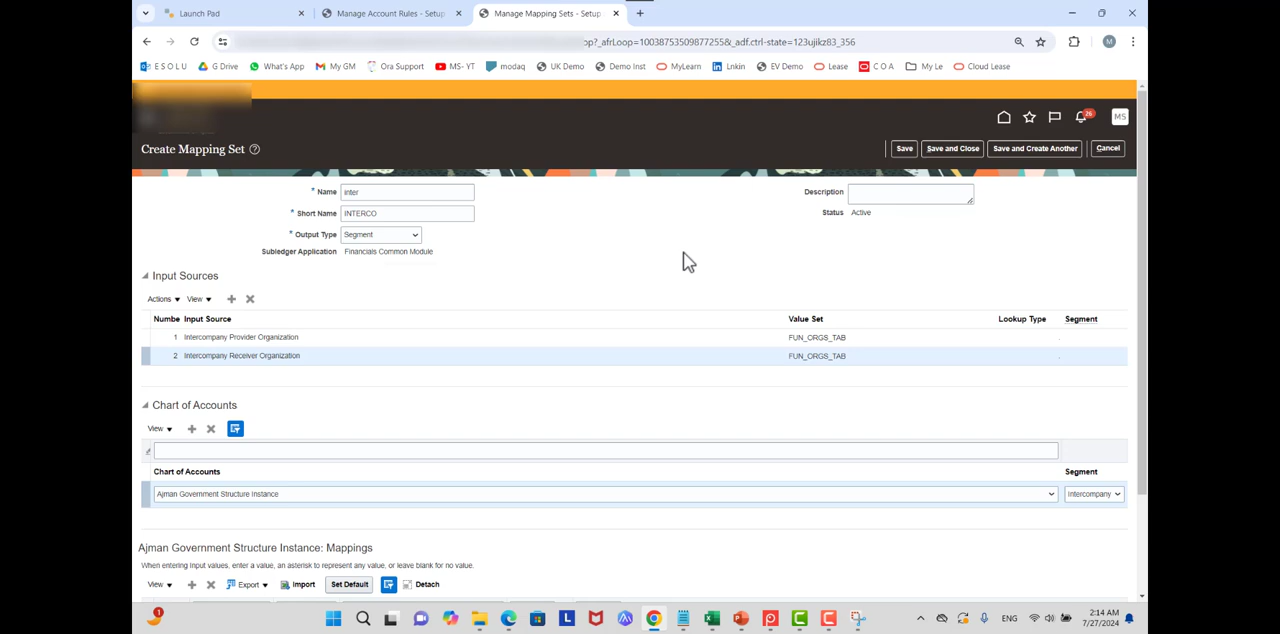 Launch Pad
Manage Account Rules - Setup
Manage Mapping Sets - Setup
op?_afrLoop=10038753509877255&_adf.ctrl-state=123ujikz83_356
M
E S O L U
G Drive
What's App
My GM
Ora Support
MS- YT
modaq
UK Demo
Demo Inst
MyLearn
Lnkin
EV Demo
Lease
C O A
My Le
Cloud Lease
26
MS
Create Mapping Set
Save
Save and Close
Save and Create Another
Cancel
* Name inter
Description
* Short Name INTERCO
Status Active
* Output Type Segment
Subledger Application Financials Common Module
Input Sources
Actions View
Numbe Input Source Value Set Lookup Type Segment
1 Intercompany Provider Organization FUN_ORGS_TAB
2 Intercompany Receiver Organization FUN_ORGS_TAB
Chart of Accounts
View
Chart of Accounts Segment
Ajman Government Structure Instance Intercompany
Ajman Government Structure Instance: Mappings
When entering input values, enter a value, an asterisk to represent any value, or leave blank for no value.
View Export Import Set Default Detach
1
L
ENG
2:14 AM
7/27/2024